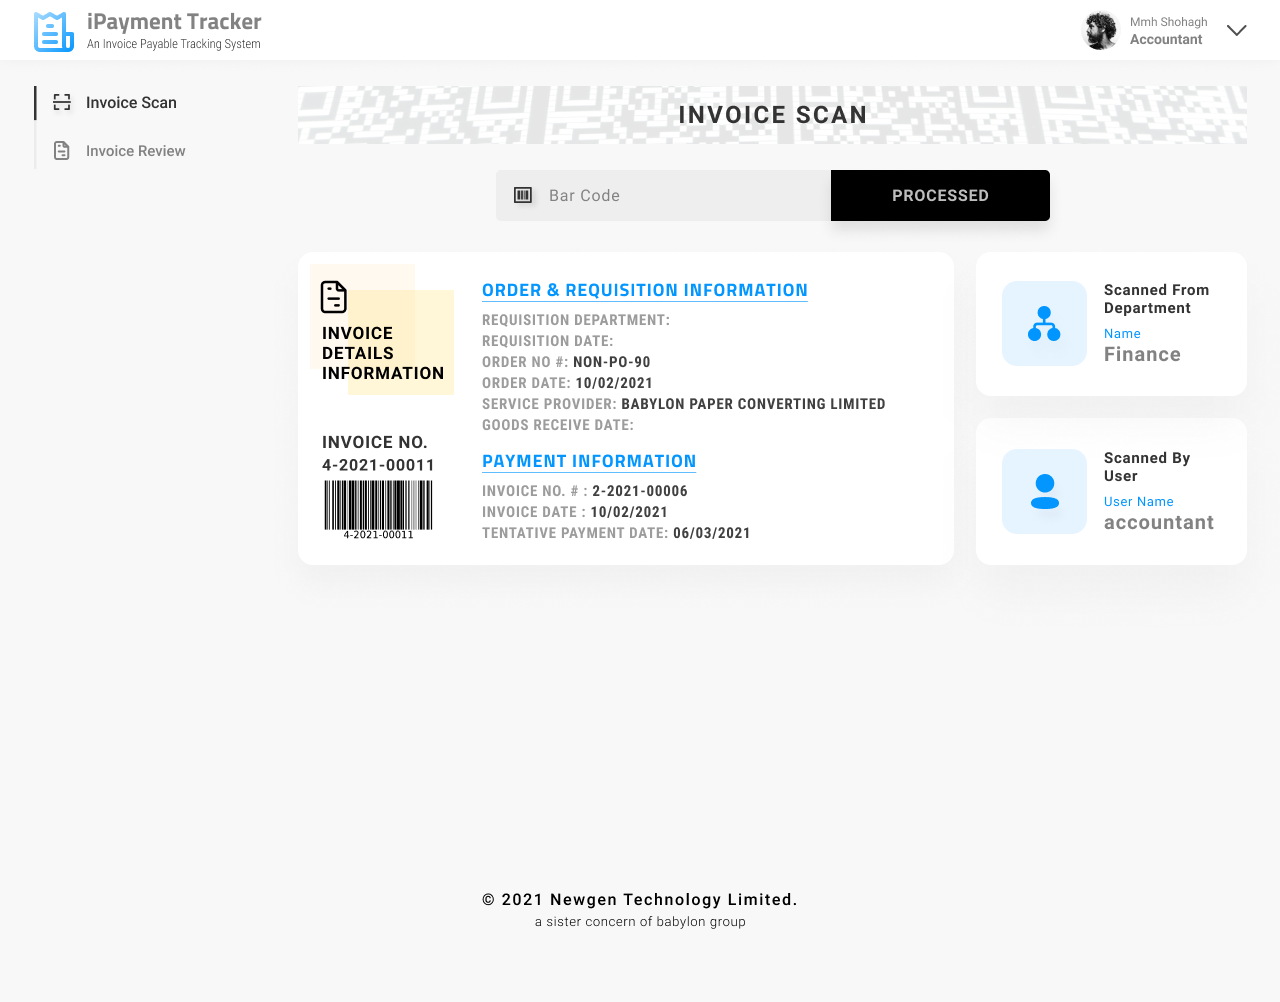 iPayment Tracker
An Invoice Payable Tracking System
Mmh Shohagh
Accountant
Invoice Scan
Invoice Review
INVOICE SCAN
Bar Code
PROCESSED
INVOICE
DETAILS
INFORMATION
INVOICE NO.
4-2021-00011
4-2021-00011
ORDER & REQUISITION INFORMATION
REQUISITION DEPARTMENT:
REQUISITION DATE:
ORDER NO #: NON-PO-90
ORDER DATE: 10/02/2021
SERVICE PROVIDER: BABYLON PAPER CONVERTING LIMITED
GOODS RECEIVE DATE:
PAYMENT INFORMATION
INVOICE NO. # : 2-2021-00006
INVOICE DATE : 10/02/2021
TENTATIVE PAYMENT DATE: 06/03/2021
Scanned From
Department
Name
Finance
Scanned By
User
User Name
accountant
© 2021 Newgen Technology Limited.
a sister concern of babylon group